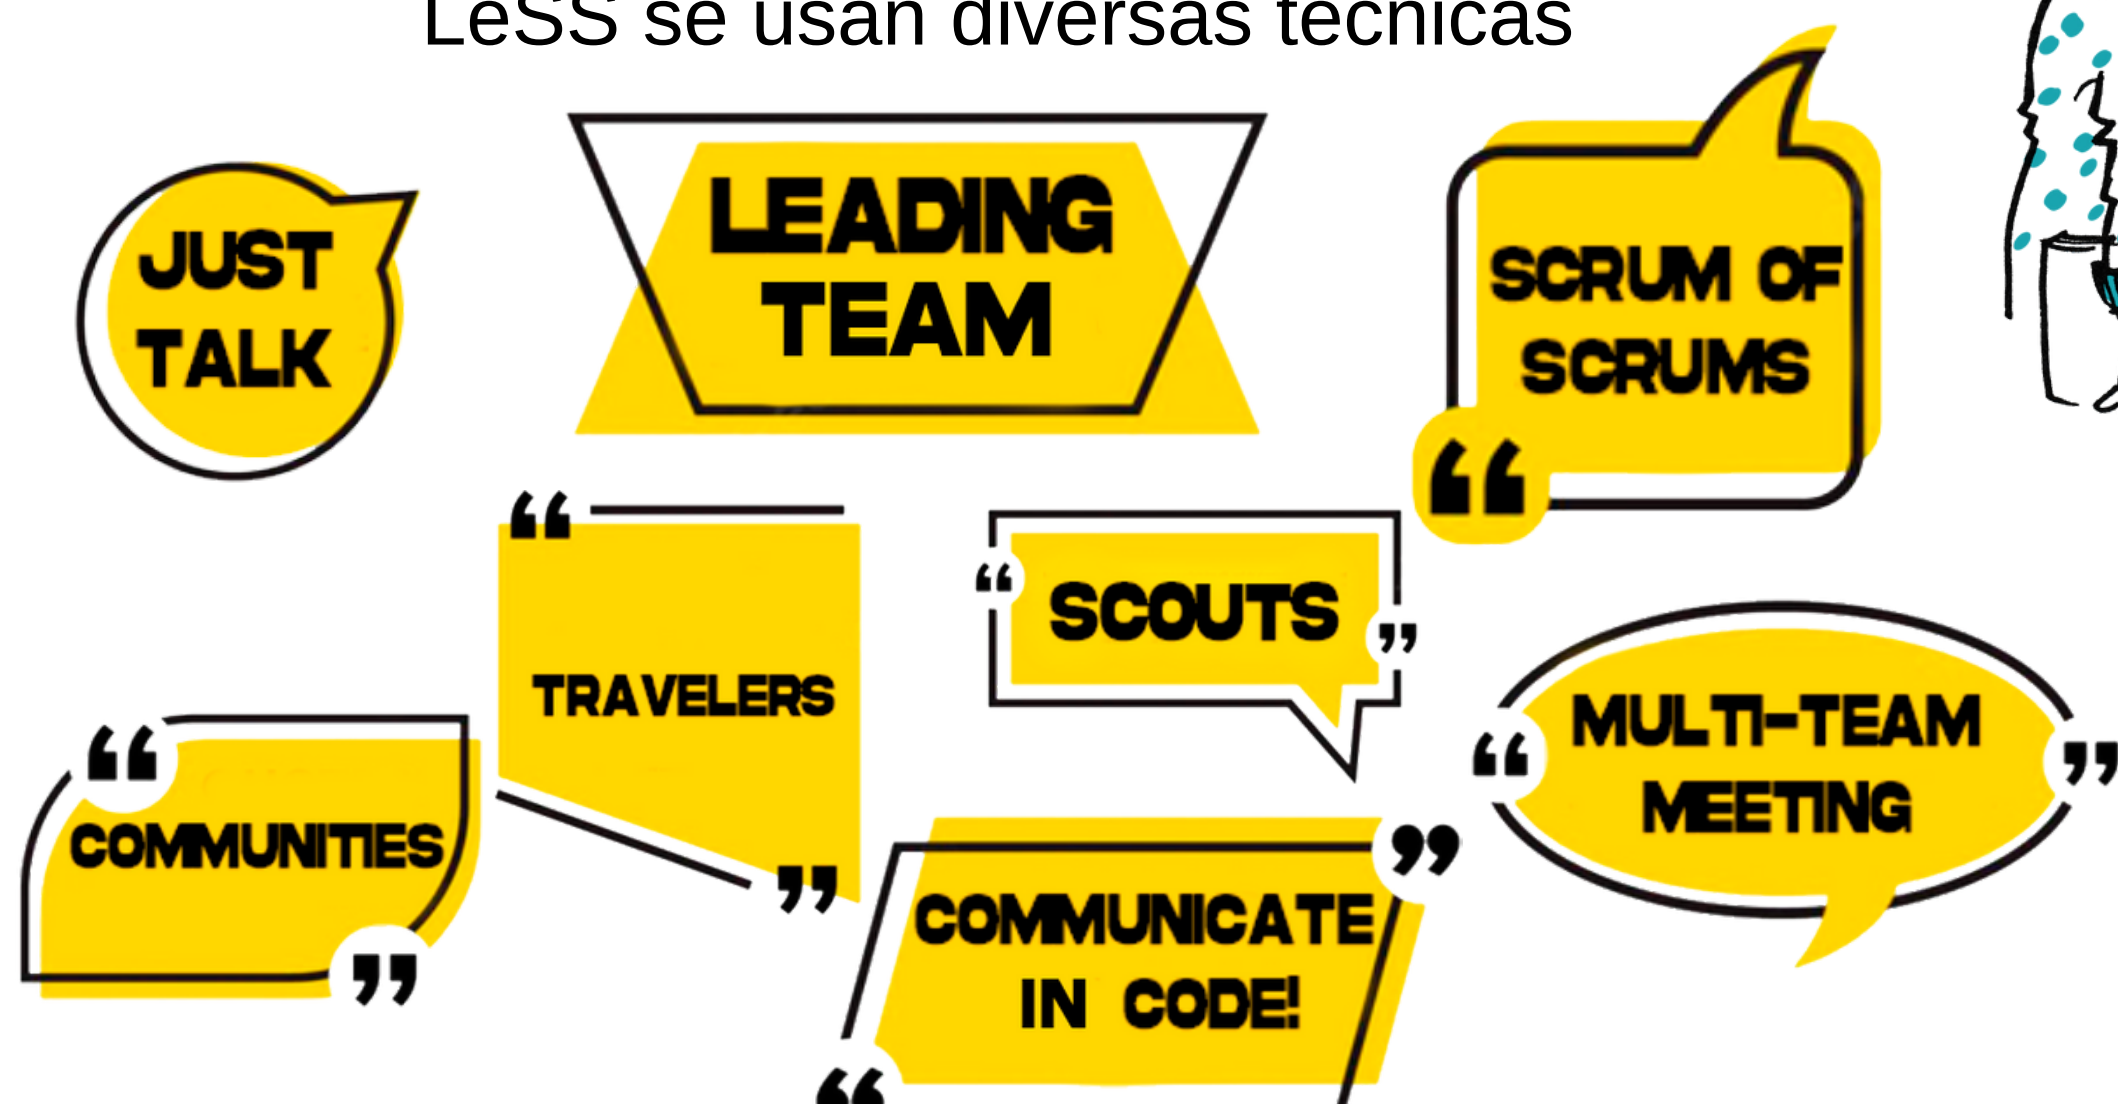 LeSS se usan diversas técnicas
JUST
TALK
LEADING
TEAM
SCRUM OF
SCRUMS
“
“
TRAVELERS
”
“
SCOUTS
”
“
MULTI-TEAM
MEETING
”
“
COMMUNITIES
”
”
COMMUNICATE
IN CODE!
“